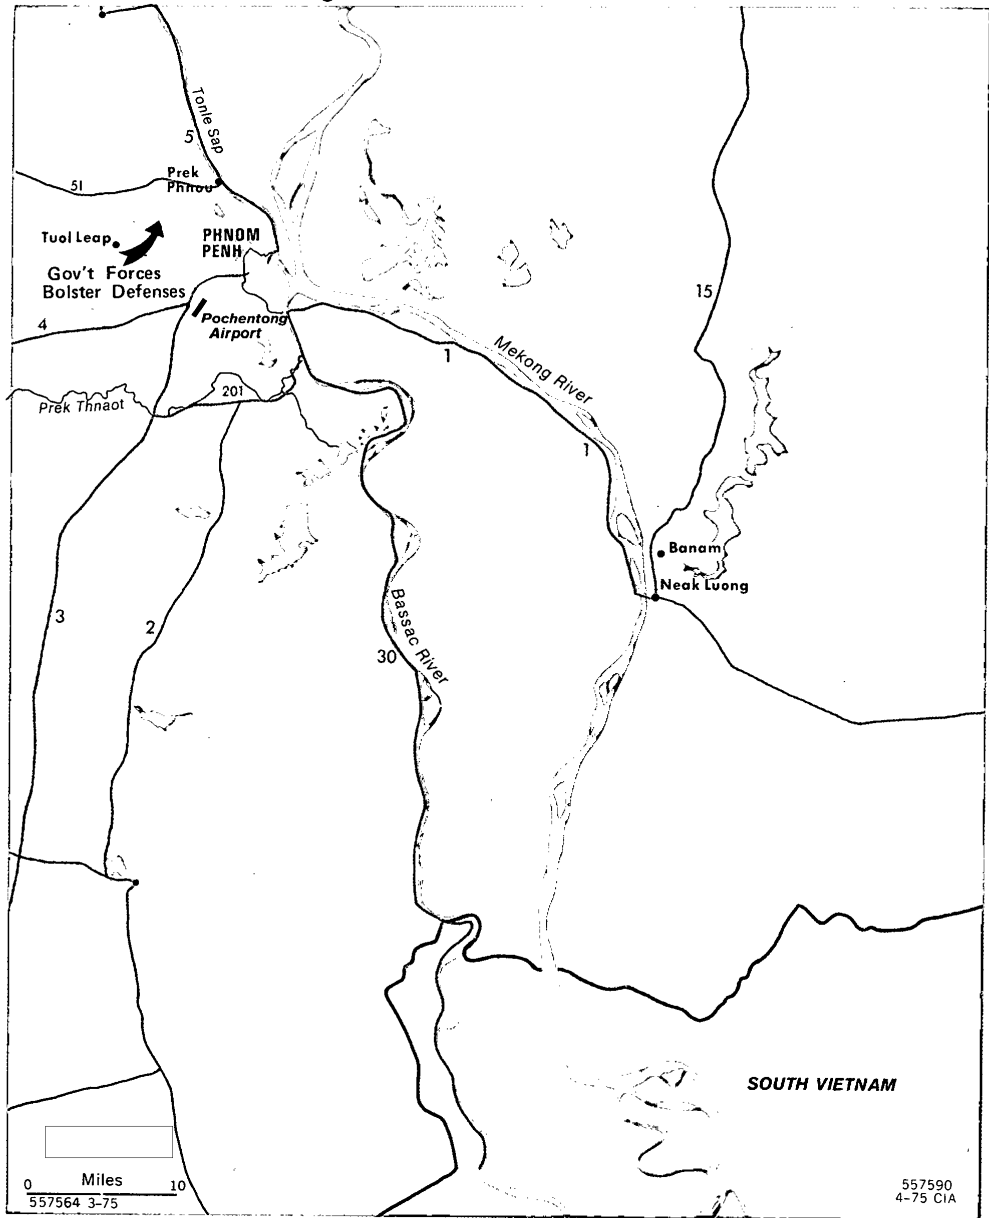 Tonle Sap
5
Prek
Phnou
51
Tuol Leap
PHNOM
PENH
Gov't Forces
Bolster Defenses
15
4
Pochentong
Airport
1
Mekong River
201
Prek Thnaot
1
Banam
Neak Luong
3
2
Bassac River
30
SOUTH VIETNAM
Miles
0 10
557564 3-75
557590
4-75 CIA